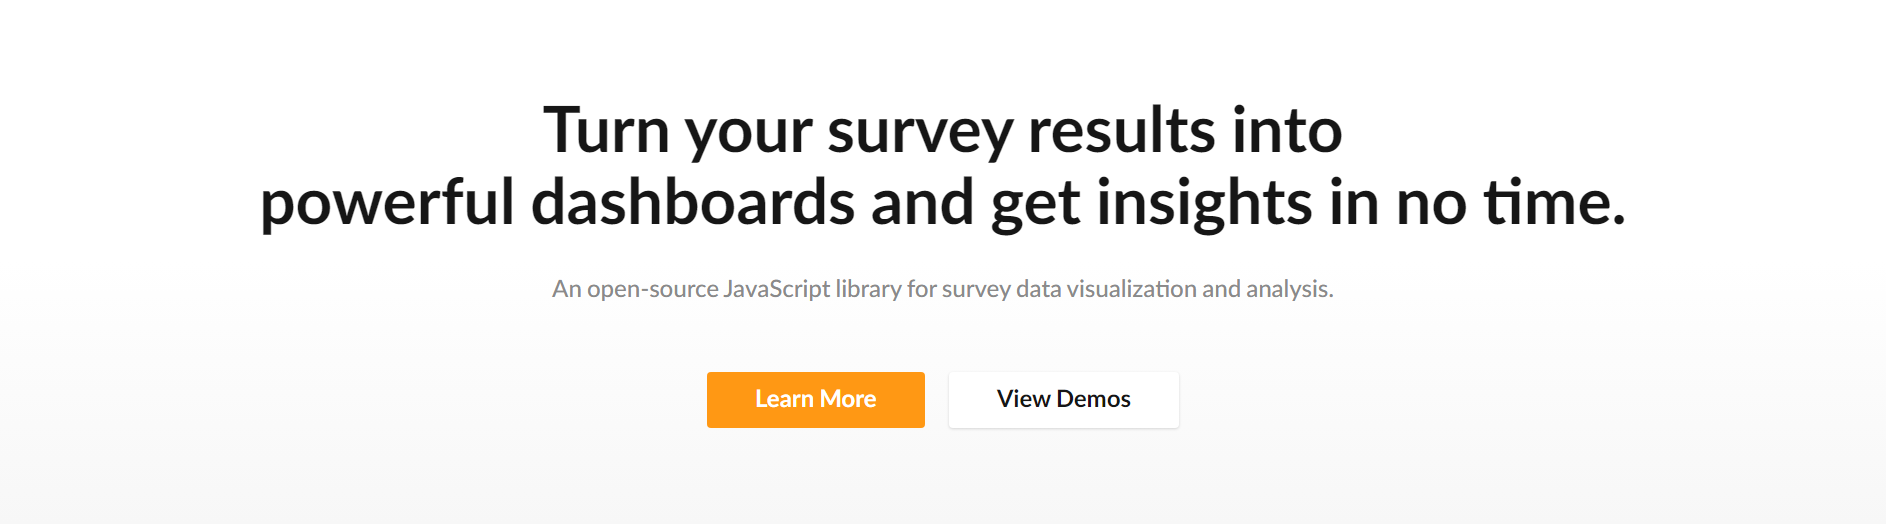 Turn your survey results into
powerful dashboards and get insights in no time.
An open-source JavaScript library for survey data visualization and analysis.
Learn More
View Demos